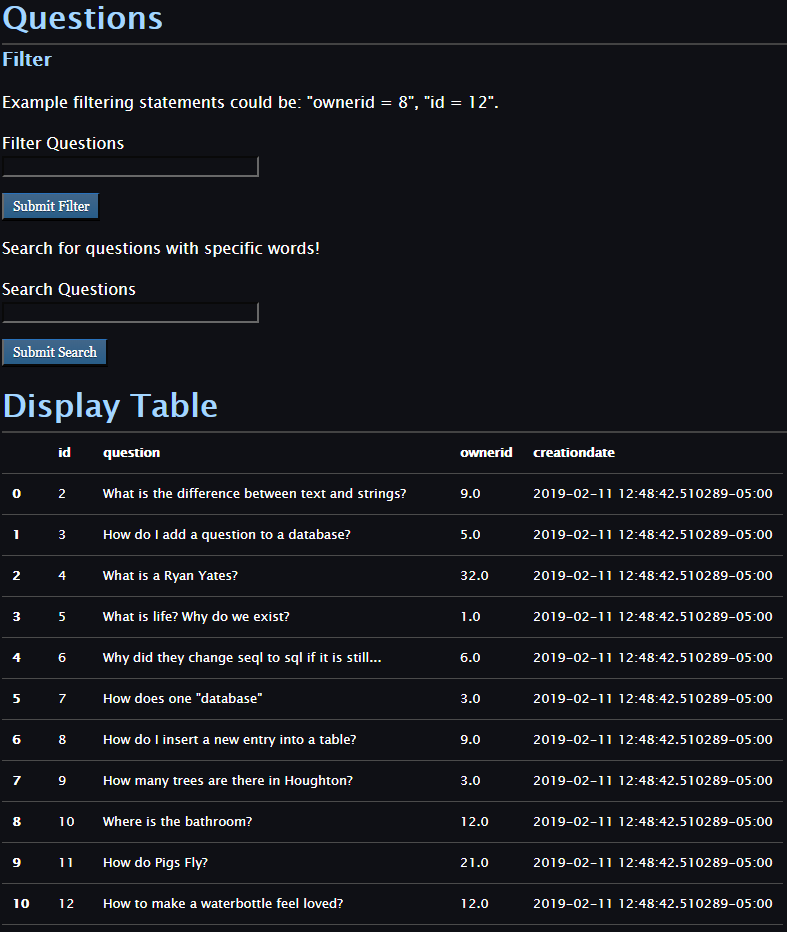 Questions
Filter
Example filtering statements could be: "ownerid = 8", "id = 12".
Filter Questions
Submit Filter
Search for questions with specific words!
Search Questions
Submit Search
Display Table
id question ownerid creationdate
0 2 What is the difference between text and strings? 9.0 2019-02-11 12:48:42.510289-05:00
1 3 How do I add a question to a database? 5.0 2019-02-11 12:48:42.510289-05:00
2 4 What is a Ryan Yates? 32.0 2019-02-11 12:48:42.510289-05:00
3 5 What is life? Why do we exist? 1.0 2019-02-11 12:48:42.510289-05:00
4 6 Why did they change seql to sql if it is still... 6.0 2019-02-11 12:48:42.510289-05:00
5 7 How does one "database" 3.0 2019-02-11 12:48:42.510289-05:00
6 8 How do I insert a new entry into a table? 9.0 2019-02-11 12:48:42.510289-05:00
7 9 How many trees are there in Houghton? 3.0 2019-02-11 12:48:42.510289-05:00
8 10 Where is the bathroom? 12.0 2019-02-11 12:48:42.510289-05:00
9 11 How do Pigs Fly? 21.0 2019-02-11 12:48:42.510289-05:00
10 12 How to make a waterbottle feel loved? 12.0 2019-02-11 12:48:42.510289-05:00